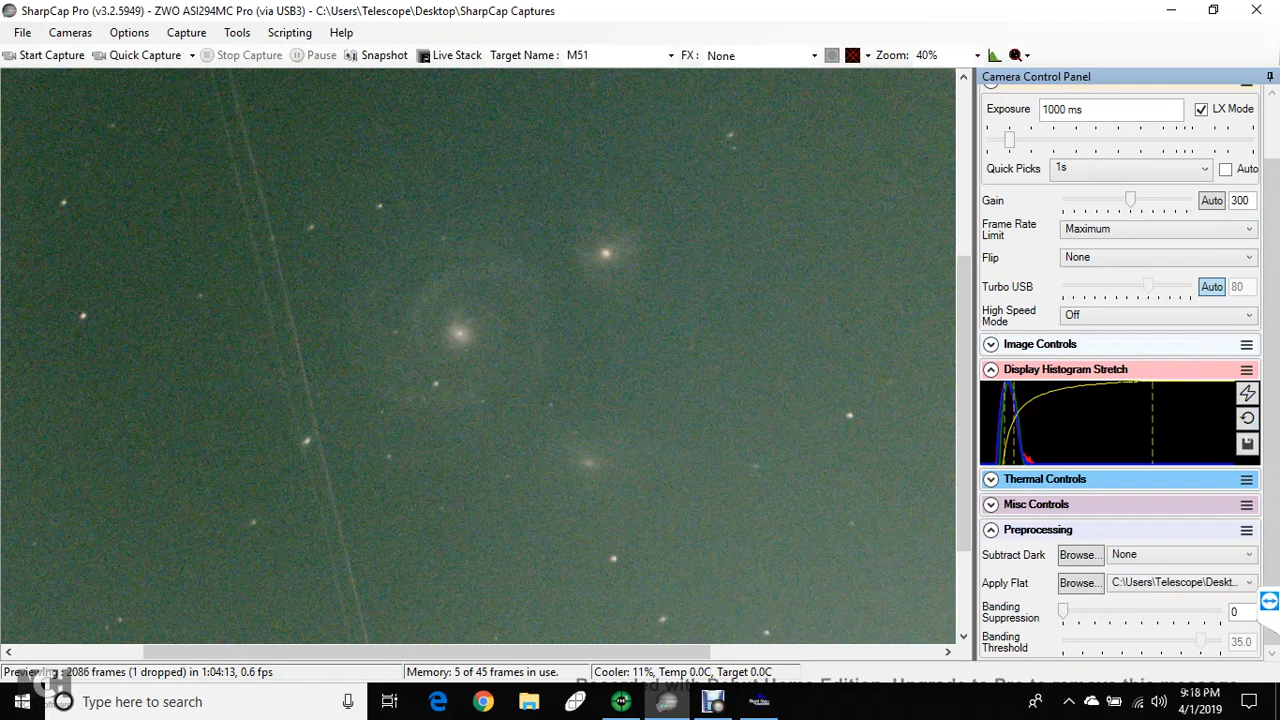 SharpCap Pro (v3.2.5949) - ZWO ASI294MC Pro (via USB3) - C:\Users\Telescope\Desktop\SharpCap Captures
File Cameras Options Capture Tools Scripting Help
Start Capture Quick Capture Stop Capture Pause Snapshot Live Stack Target Name : M51 FX : None Zoom: 40%
Camera Control Panel
Exposure 1000 ms LX Mode
Quick Picks 1s Auto
Gain Auto 300
Frame Rate Limit Maximum
Flip None
Turbo USB Auto 80
High Speed Mode Off
Image Controls
Display Histogram Stretch
Thermal Controls
Misc Controls
Preprocessing
Subtract Dark Browse... None
Apply Flat Browse... C:\Users\Telescope\Deskt...
Banding Suppression 0
Banding Threshold 35.0
Previewing : 2086 frames (1 dropped) in 1:04:13, 0.6 fps Memory: 5 of 45 frames in use. Cooler: 11%, Temp 0.0C, Target 0.0C
Type here to search
9:18 PM
4/1/2019